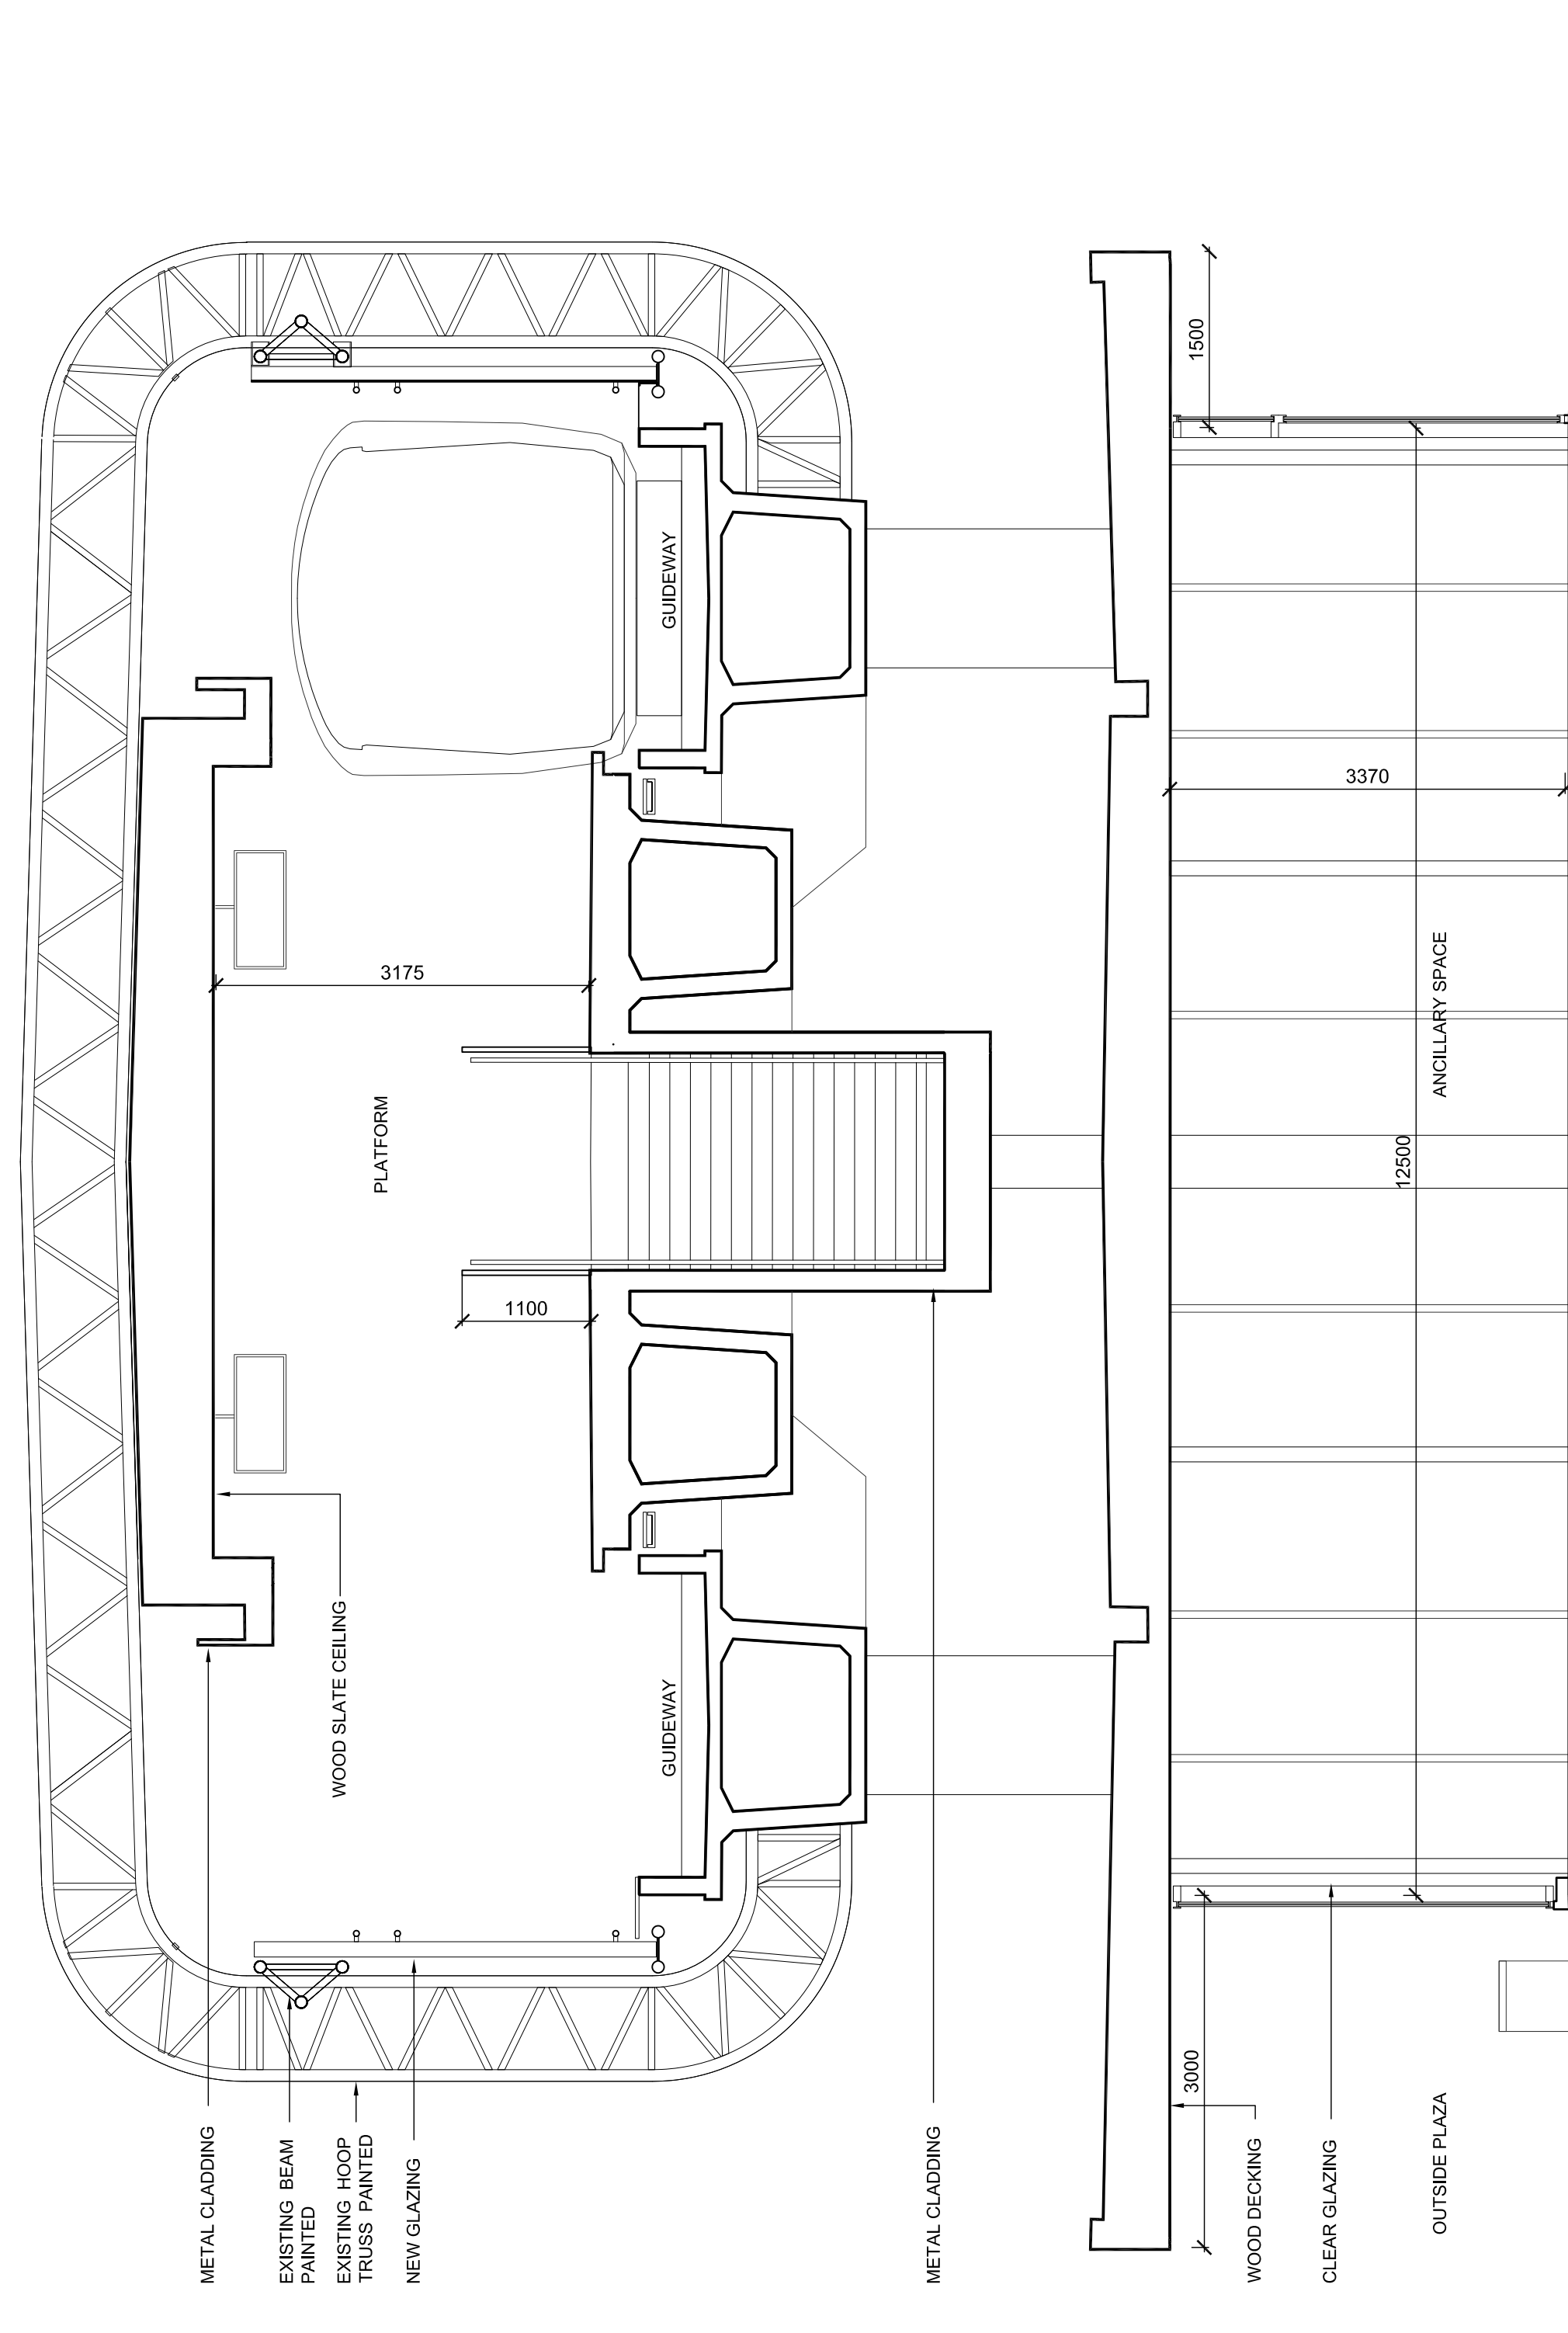 METAL CLADDING
EXISTING BEAM
PAINTED
EXISTING HOOP
TRUSS PAINTED
NEW GLAZING
WOOD SLATE CEILING
PLATFORM
3175
1100
GUIDEWAY
GUIDEWAY
METAL CLADDING
1500
3370
12500
ANCILLARY SPACE
3000
WOOD DECKING
CLEAR GLAZING
OUTSIDE PLAZA